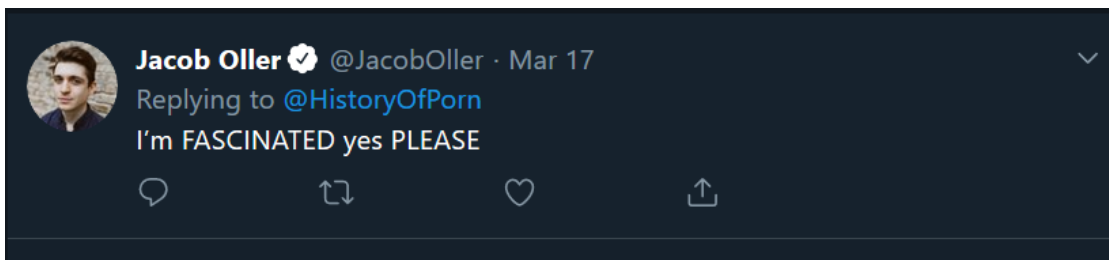 Jacob Oller @JacobOller · Mar 17
Replying to @HistoryOfPorn
I'm FASCINATED yes PLEASE